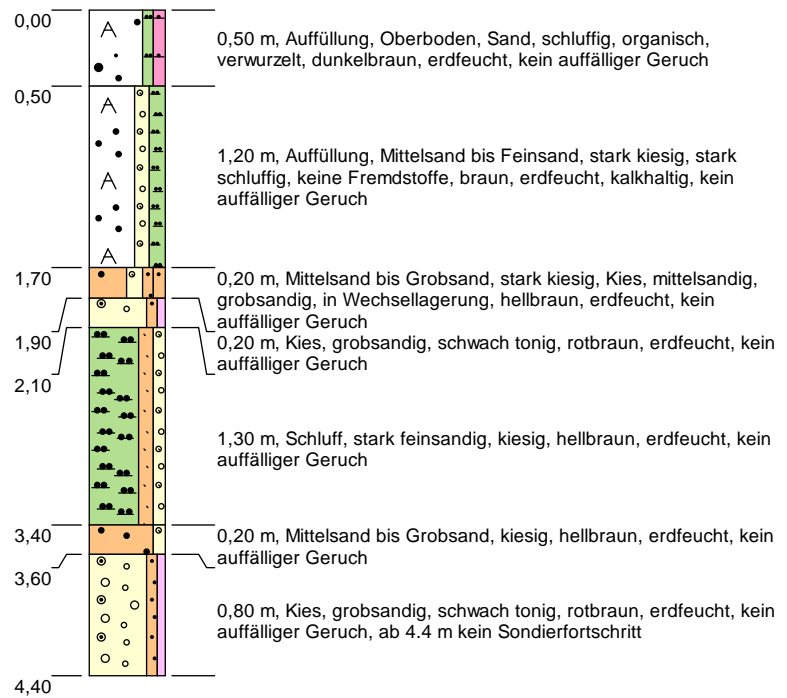 0,00
0,50 m, Auffüllung, Oberboden, Sand, schluffig, organisch,
verwurzelt, dunkelbraun, erdfeucht, kein auffälliger Geruch
0,50
1,20 m, Auffüllung, Mittelsand bis Feinsand, stark kiesig, stark
schluffig, keine Fremdstoffe, braun, erdfeucht, kalkhaltig, kein
auffälliger Geruch
A
A
A
A
1,70
0,20 m, Mittelsand bis Grobsand, stark kiesig, Kies, mittelsandig,
grobsandig, in Wechsellagerung, hellbraun, erdfeucht, kein
auffälliger Geruch
1,90
0,20 m, Kies, grobsandig, schwach tonig, rotbraun, erdfeucht, kein
auffälliger Geruch
2,10
1,30 m, Schluff, stark feinsandig, kiesig, hellbraun, erdfeucht, kein
auffälliger Geruch
3,40
0,20 m, Mittelsand bis Grobsand, kiesig, hellbraun, erdfeucht, kein
auffälliger Geruch
3,60
0,80 m, Kies, grobsandig, schwach tonig, rotbraun, erdfeucht, kein
auffälliger Geruch, ab 4.4 m kein Sondierfortschritt
4,40